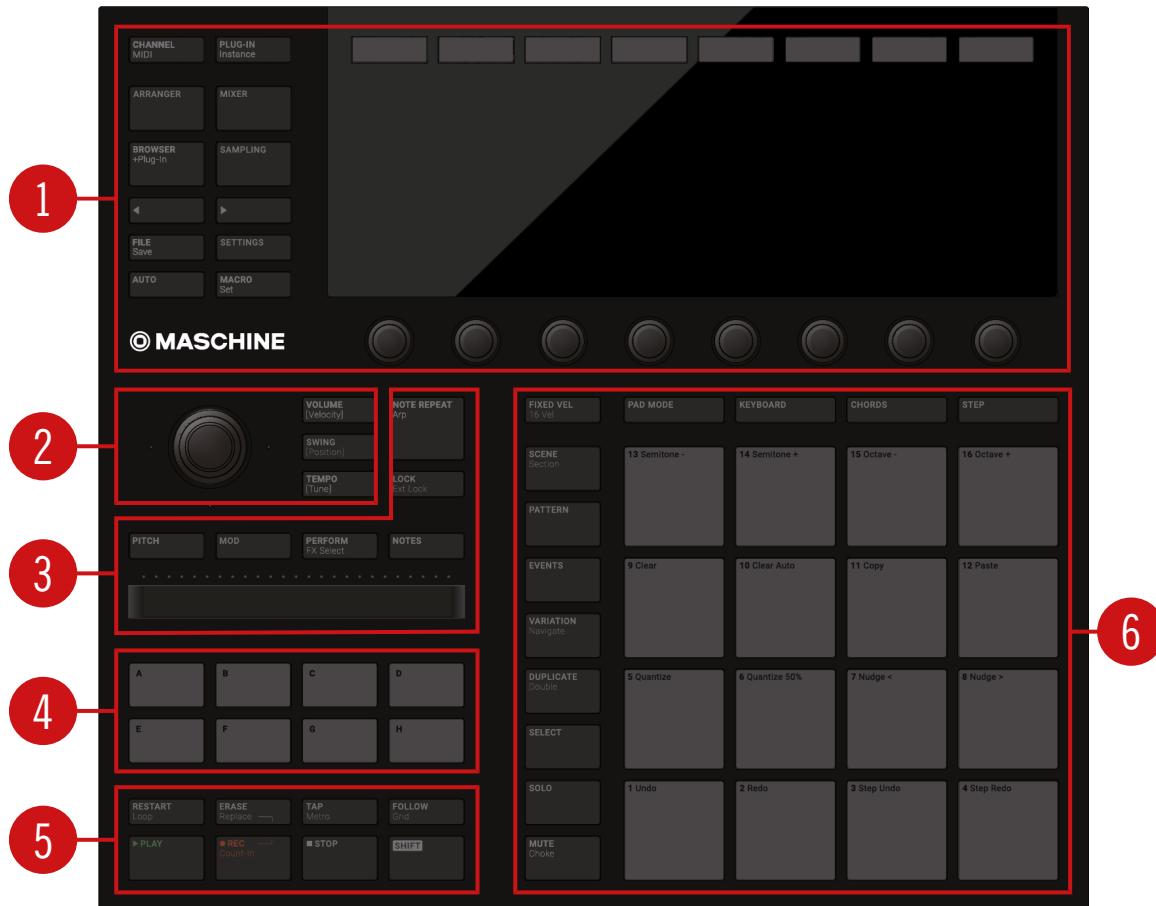 CHANNEL
MIDI
PLUG-IN
Instance
ARRANGER
MIXER
BROWSER
+Plug-In
SAMPLING
FILE
Save
SETTINGS
AUTO
MACRO
Set
MASCHINE
1
VOLUME
[Velocity]
SWING
[Position]
TEMPO
[Tune]
2
NOTE REPEAT
Arp
LOCK
Ext Lock
PITCH
MOD
PERFORM
FX Select
NOTES
3
A
B
C
D
E
F
G
H
4
RESTART
Loop
ERASE
Replace
TAP
Metro
FOLLOW
Grid
PLAY
REC
Count-In
STOP
SHIFT
5
FIXED VEL
16 Vel
PAD MODE
KEYBOARD
CHORDS
STEP
SCENE
Section
PATTERN
EVENTS
VARIATION
Navigate
DUPLICATE
Double
SELECT
SOLO
MUTE
Choke
13 Semitone -
14 Semitone +
15 Octave -
16 Octave +
9 Clear
10 Clear Auto
11 Copy
12 Paste
5 Quantize
6 Quantize 50%
7 Nudge <
8 Nudge >
1 Undo
2 Redo
3 Step Undo
4 Step Redo
6